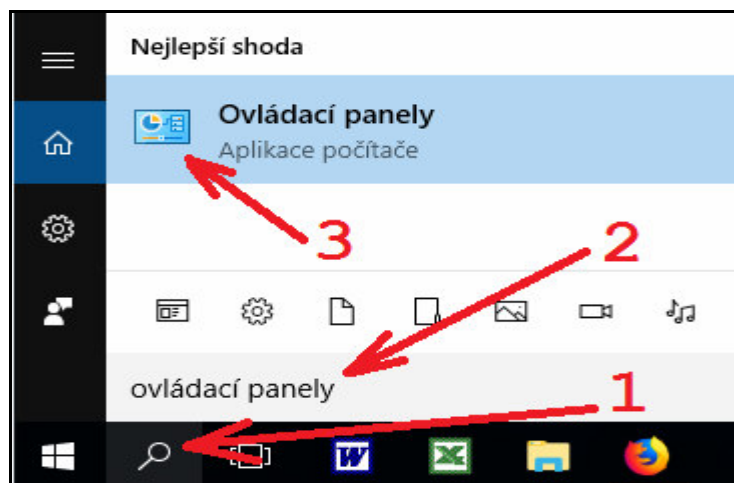 Nejlepší shoda
Ovládací panely
Aplikace počítače
3
2
ovládací panely
1
W
X